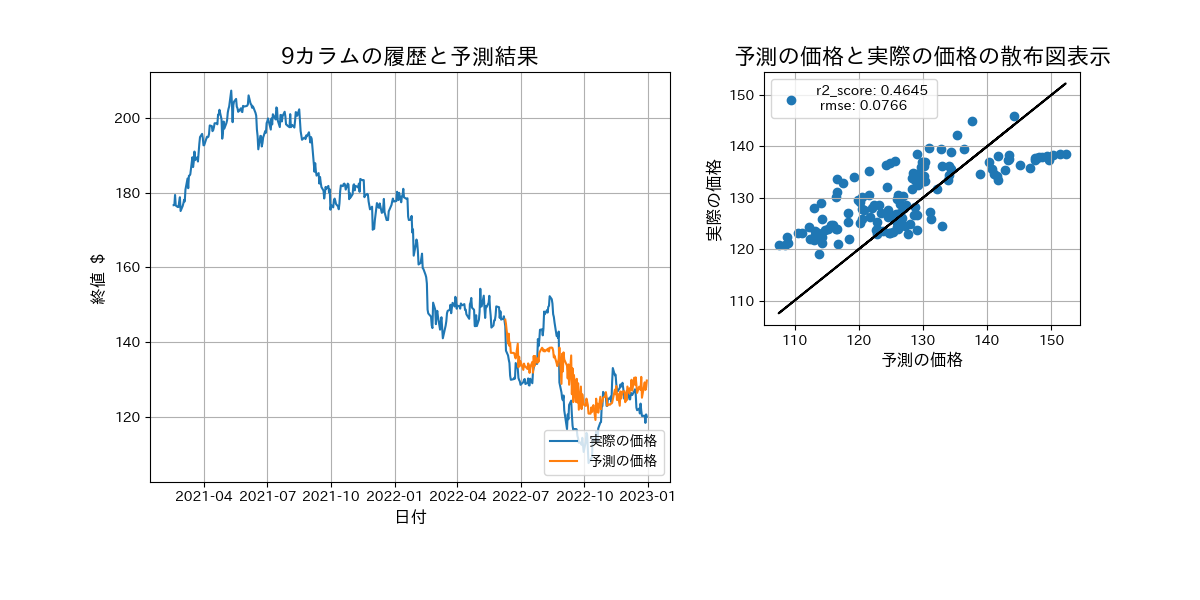 9カラムの履歴と予測結果
終値 $
200
180
160
140
120
2021-04 2021-07 2021-10 2022-01 2022-04 2022-07 2022-10 2023-01
日付
実際の価格
予測の価格
予測の価格と実際の価格の散布図表示
実際の価格
150
140
130
120
110
r2_score: 0.4645
rmse: 0.0766
110 120 130 140 150
予測の価格